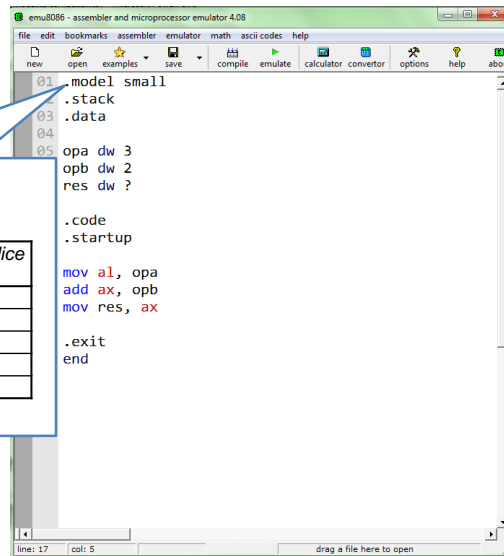 emu8086 - assembler and microprocessor emulator 4.08
file edit bookmarks assembler emulator math ascii codes help
new open examples save compile emulate calculator convertor options help
01 .model small
.stack
03 .data
04
05 opa dw 3
opb dw 2
res dw ?
.code
.startup
mov al, opa
add ax, opb
mov res, ax
.exit
end
line: 17 col: 5 drag a file here to open